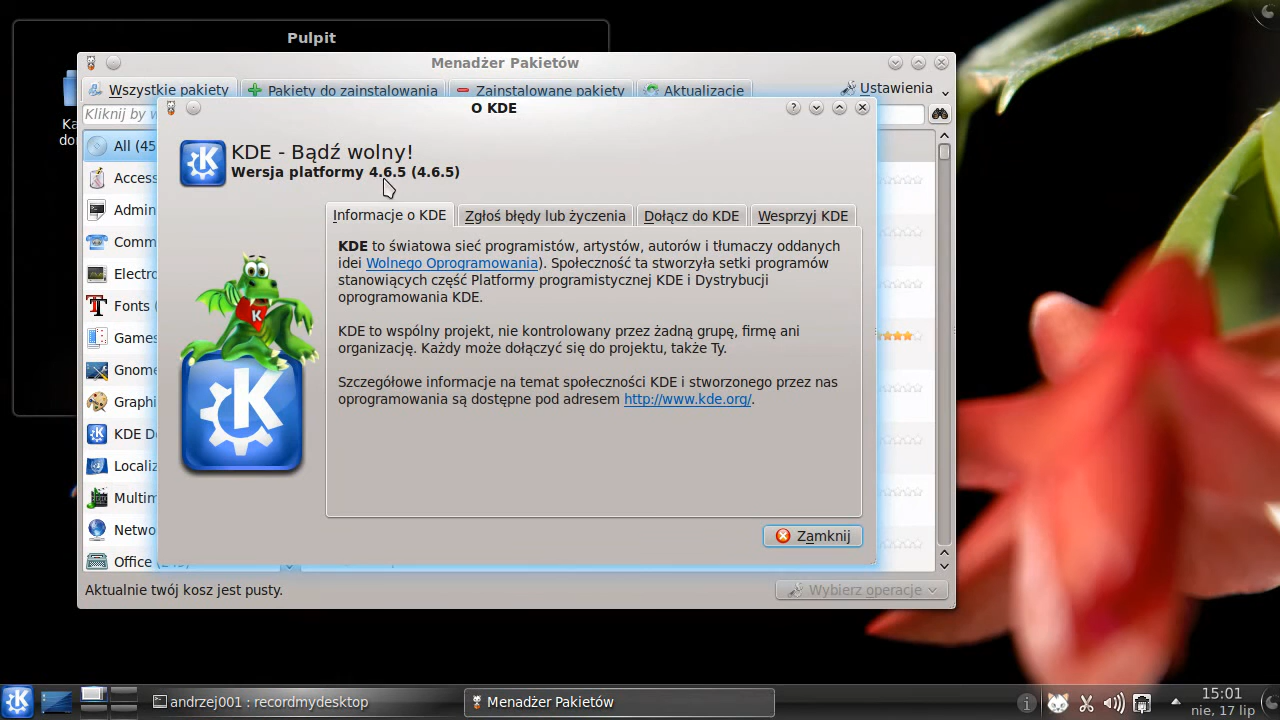 Pulpit
Menadżer Pakietów
Wszystkie pakiety
Pakiety do zainstalowania
Zainstalowane pakiety
Aktualizacje
Ustawienia
Kliknij by w
O KDE
KDE - Bądź wolny!
Wersja platformy 4.6.5 (4.6.5)
Informacje o KDE
Zgłoś błędy lub życzenia
Dołącz do KDE
Wesprzyj KDE
KDE to światowa sieć programistów, artystów, autorów i tłumaczy oddanych
idei Wolnego Oprogramowania). Społeczność ta stworzyła setki programów
stanowiących część Platformy programistycznej KDE i Dystrybucji
oprogramowania KDE.
KDE to wspólny projekt, nie kontrolowany przez żadną grupę, firmę ani
organizację. Każdy może dołączyć się do projektu, także Ty.
Szczegółowe informacje na temat społeczności KDE i stworzonego przez nas
oprogramowania są dostępne pod adresem http://www.kde.org/.
Zamknij
All (45
Access
Admin
Comm
Electro
Fonts (
Games
Gnome
Graphi
KDE De
Localiz
Multim
Netwo
Office
Aktualnie twój kosz jest pusty.
Wybierz operacje
andrzej001 : recordmydesktop
Menadżer Pakietów
15:01
nie, 17 lip